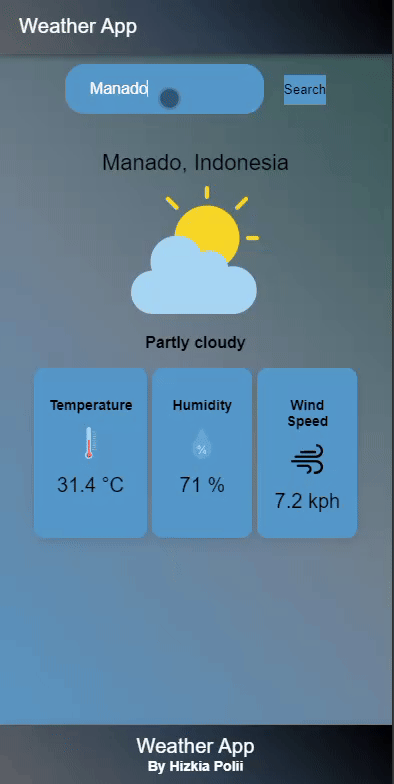 Weather App
Manado
Search
Manado, Indonesia
Partly cloudy
Temperature
31.4 °C
Humidity
%
71 %
Wind
Speed
7.2 kph
Weather App
By Hizkia Polii